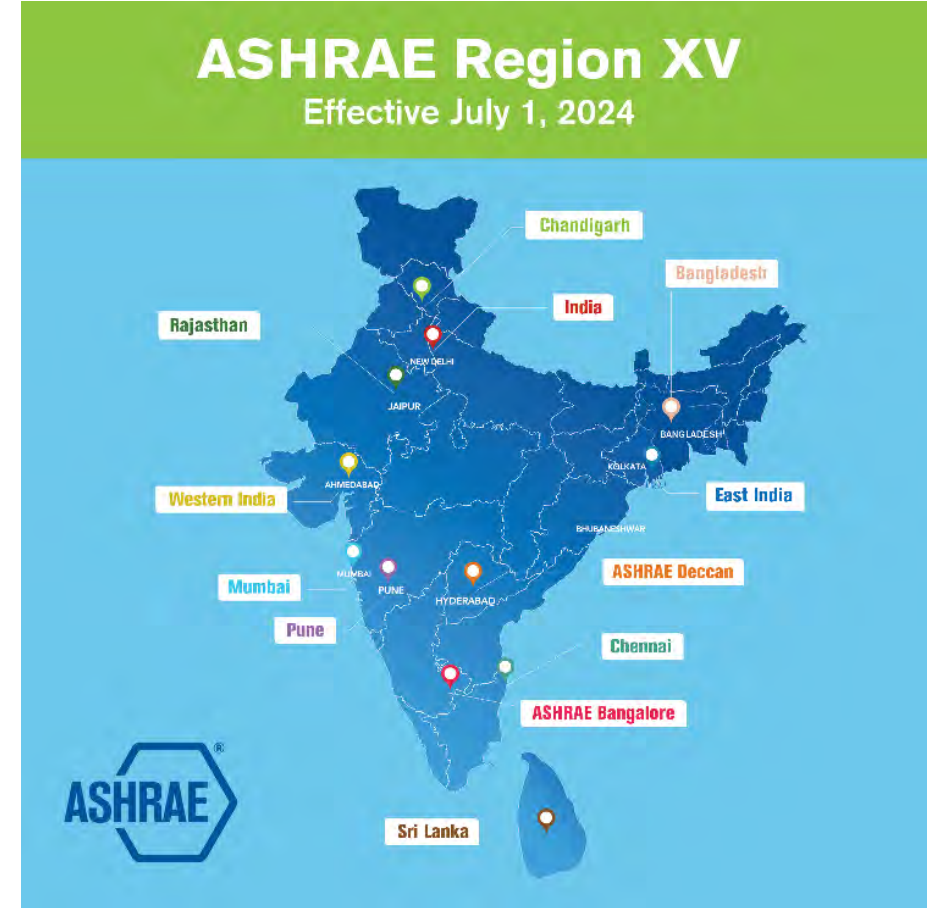 ASHRAE Region XV
Effective July 1, 2024
Chandigarh
Bangladesh
India
Rajasthan
NEW DELHI
JAIPUR
BANGLADESH
KOLKATA
AHMEDABAD
Western India
East India
BHUBANESHWAR
MUMBAI
ASHRAE Deccan
Mumbai
PUNE
HYDERABAD
Pune
Chennai
ASHRAE Bangalore
ASHRAE®
Sri Lanka